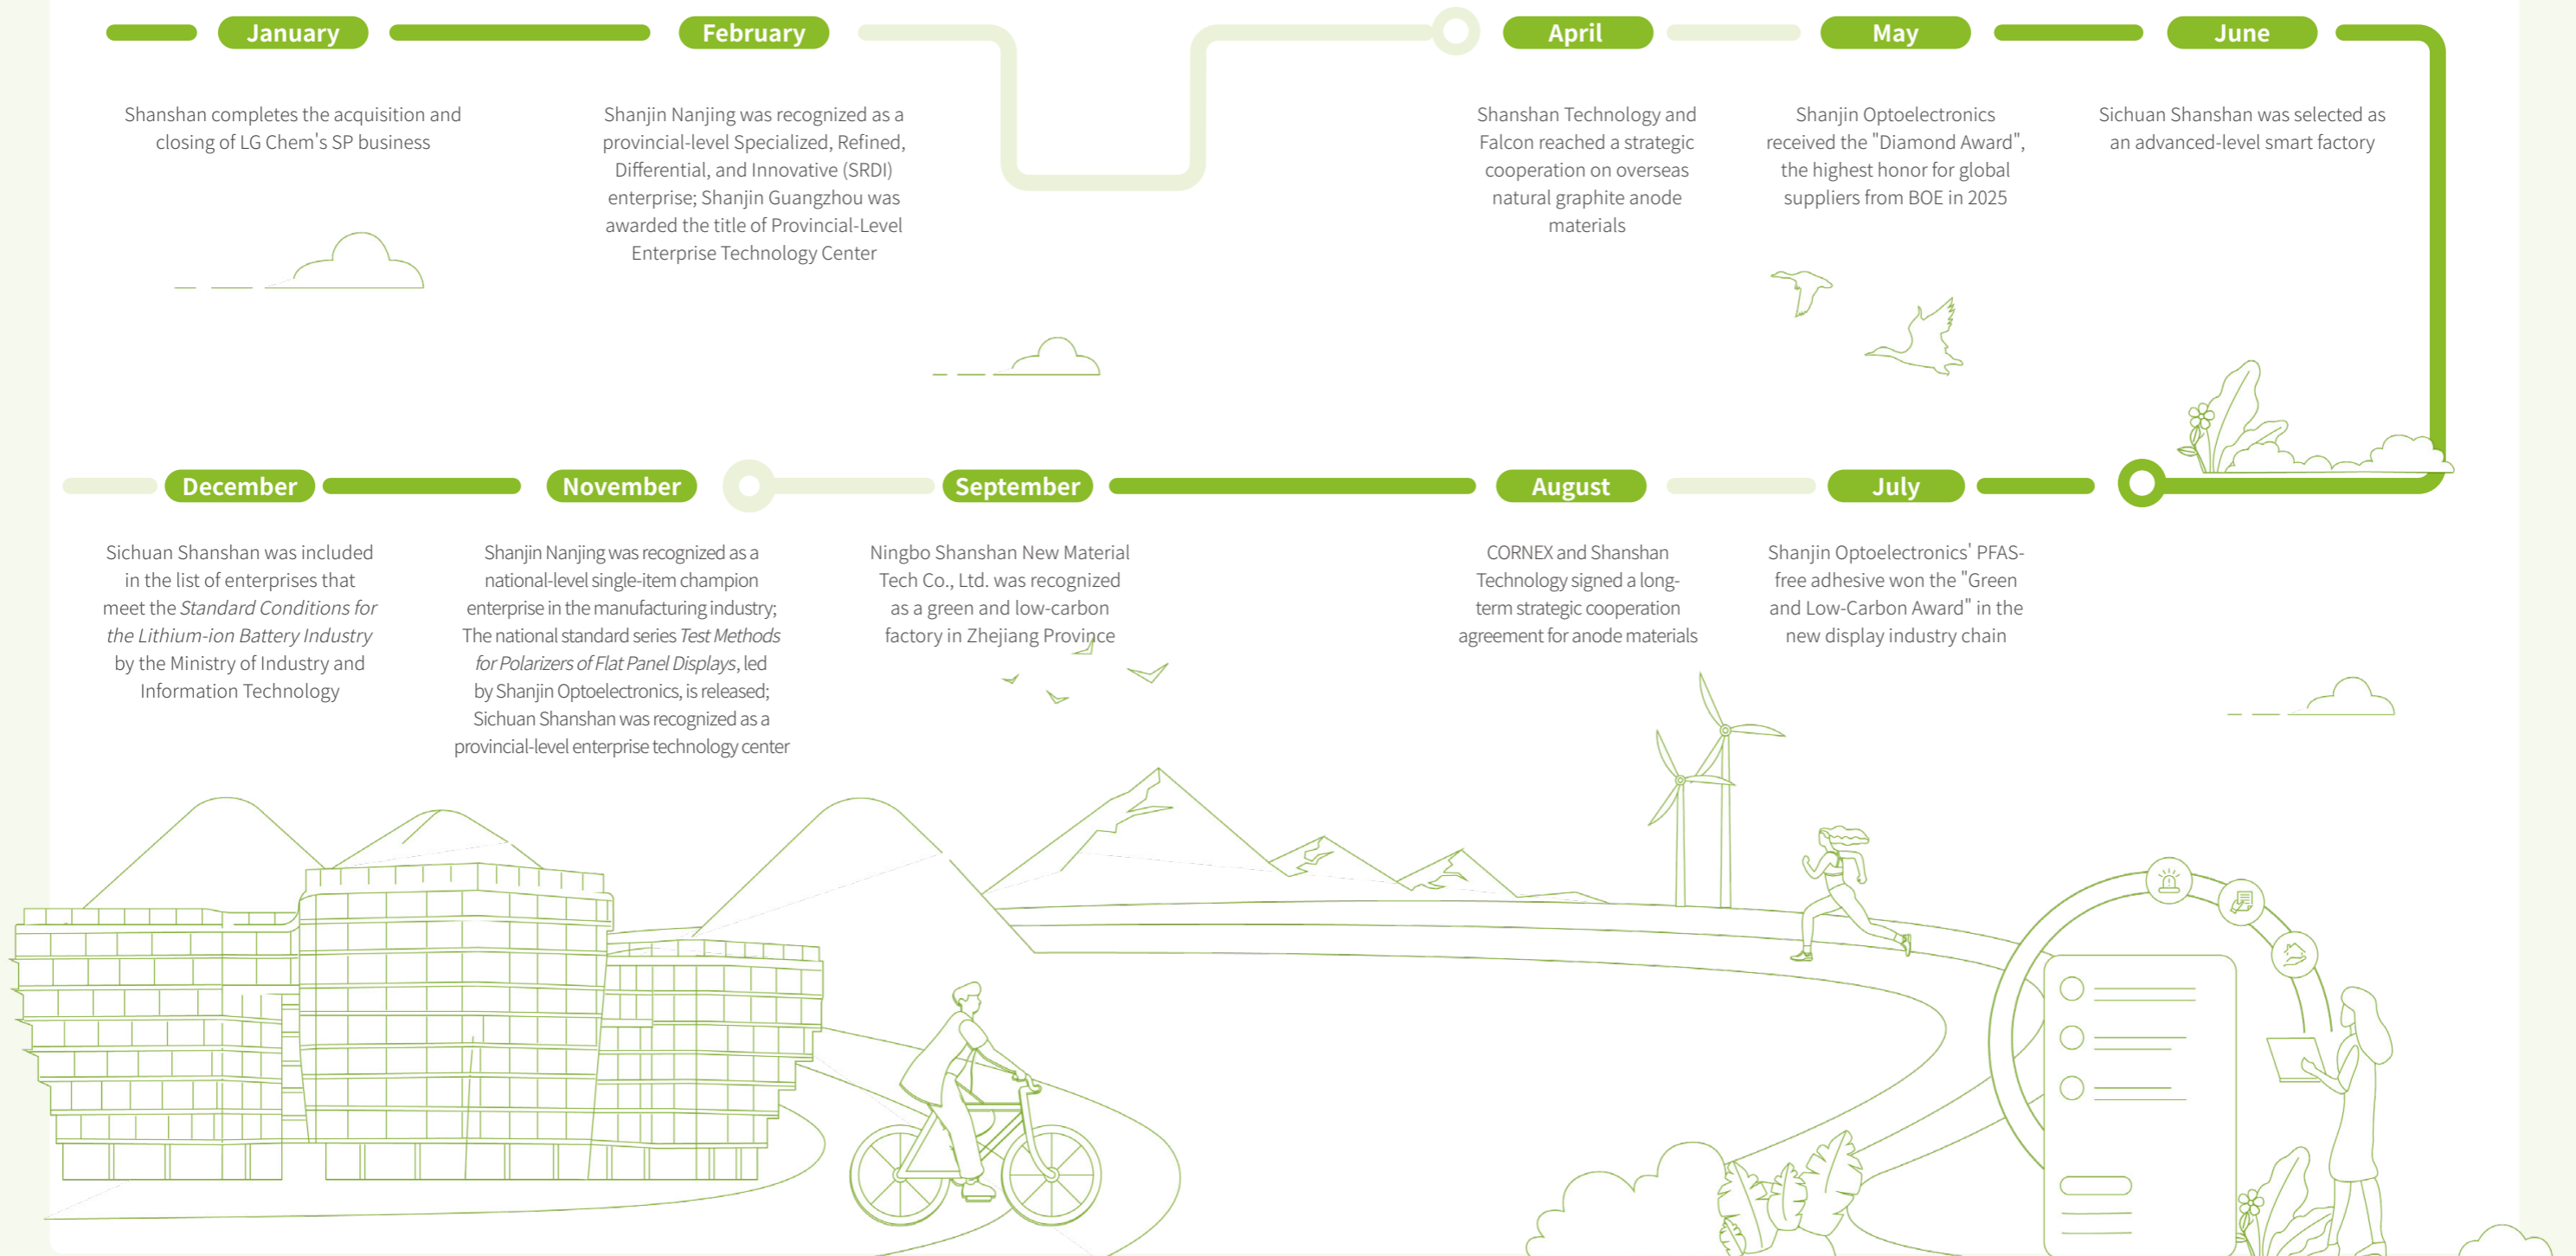 January
Shanshan completes the acquisition and
closing of LG Chem's SP business
February
Shanjin Nanjing was recognized as a
provincial-level Specialized, Refined,
Differential, and Innovative (SRDI)
enterprise; Shanjin Guangzhou was
awarded the title of Provincial-Level
Enterprise Technology Center
April
Shanshan Technology and
Falcon reached a strategic
cooperation on overseas
natural graphite anode
materials
May
Shanjin Optoelectronics
received the "Diamond Award",
the highest honor for global
suppliers from BOE in 2025
June
Sichuan Shanshan was selected as
an advanced-level smart factory
December
Sichuan Shanshan was included
in the list of enterprises that
meet the Standard Conditions for
the Lithium-ion Battery Industry
by the Ministry of Industry and
Information Technology
November
Shanjin Nanjing was recognized as a
national-level single-item champion
enterprise in the manufacturing industry;
The national standard series Test Methods
for Polarizers of Flat Panel Displays, led
by Shanjin Optoelectronics, is released;
Sichuan Shanshan was recognized as a
provincial-level enterprise technology center
September
Ningbo Shanshan New Material
Tech Co., Ltd. was recognized
as a green and low-carbon
factory in Zhejiang Province
August
CORNEX and Shanshan
Technology signed a long-
term strategic cooperation
agreement for anode materials
July
Shanjin Optoelectronics' PFAS-
free adhesive won the "Green
and Low-Carbon Award" in the
new display industry chain